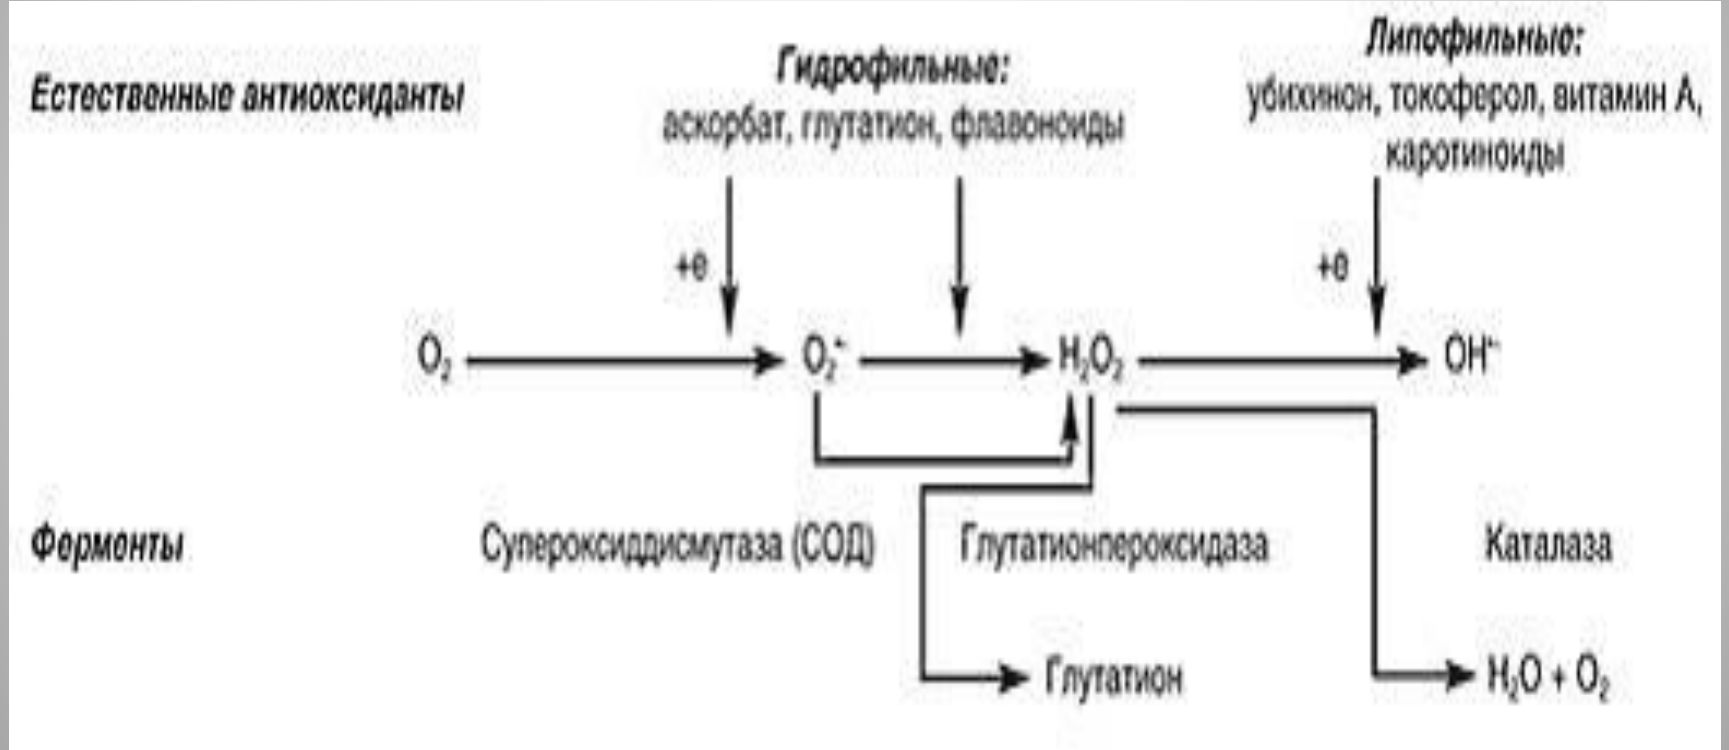 Липофильные:
Гидрофильные:
Естественные антиоксиданты
убихинон, токоферол, витамин А,
аскорбат, глутатион, флавоноиды
каротиноиды
+е
+е
O₂
O₂•
H₂O₂
OH•
Ферменты
Супероксиддисмутаза (СОД)
Глутатионпероксидаза
Каталаза
Глутатион
H₂O + O₂